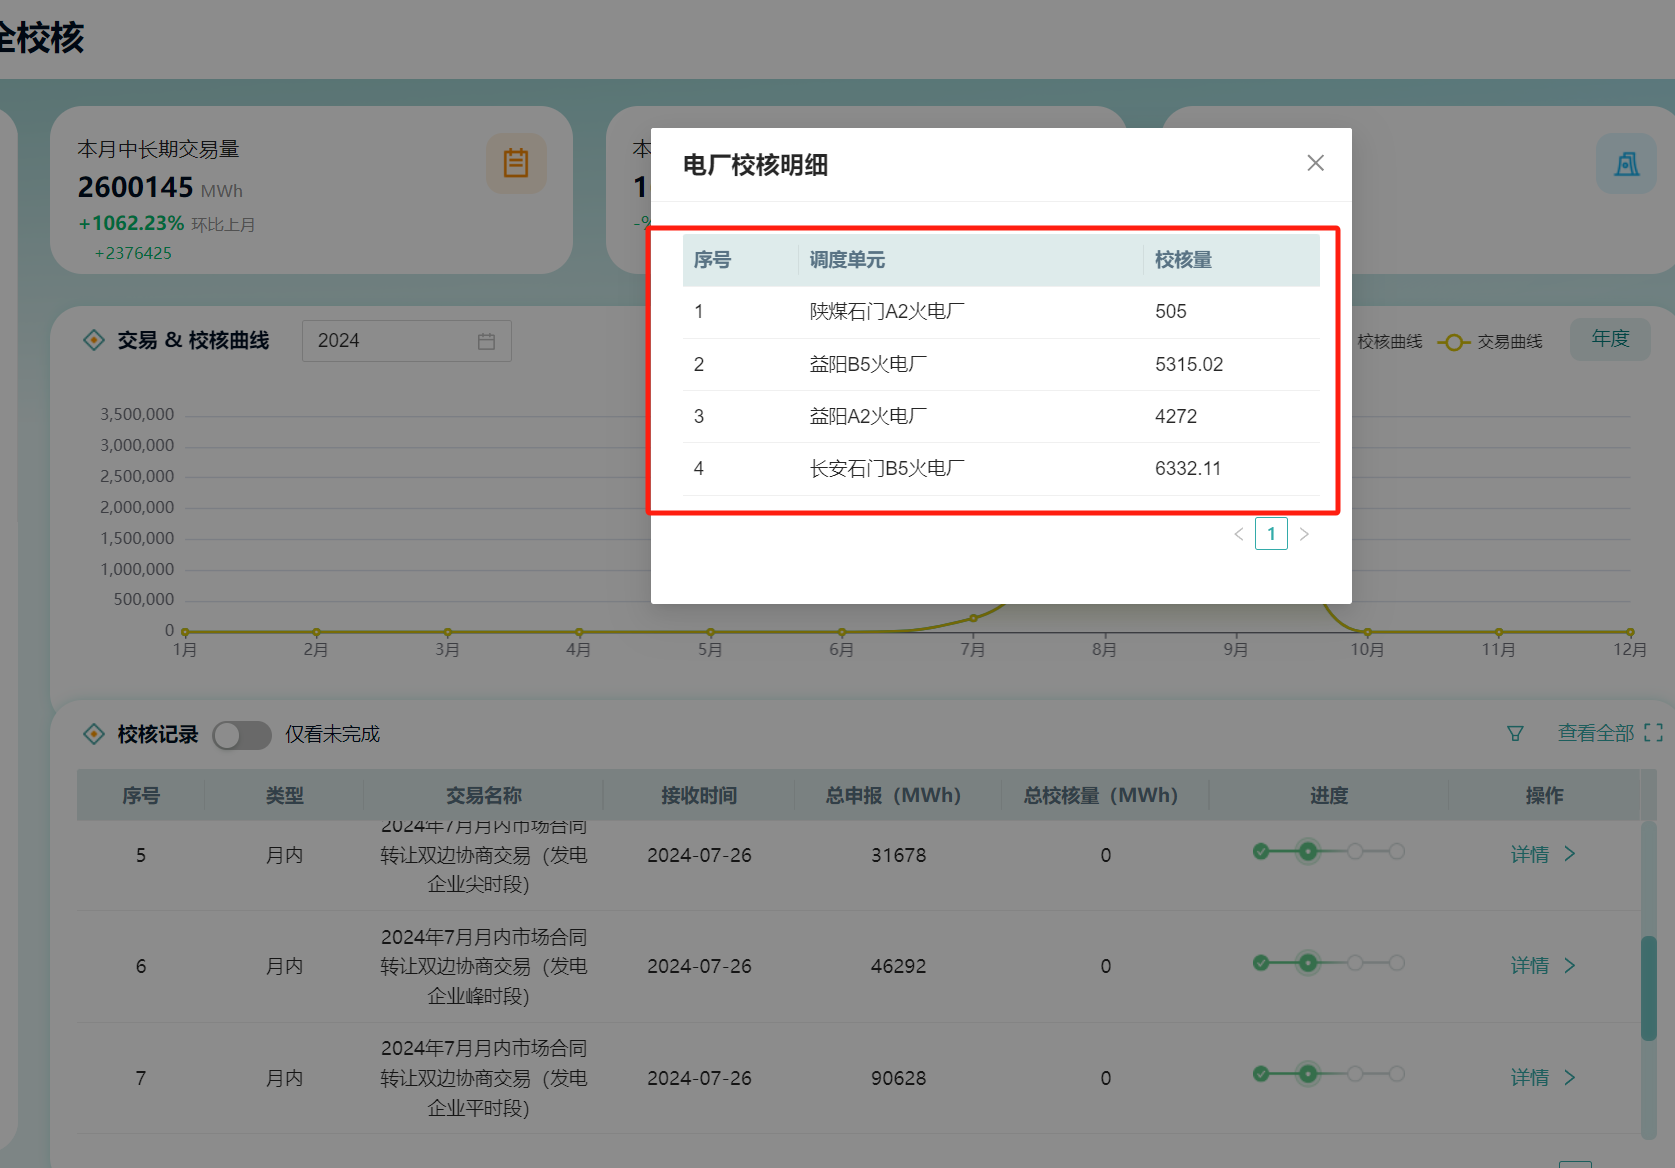 全校核
本月中长期交易量
2600145 MWh
+1062.23% 环比上月
+2376425
本
1
-%
电厂校核明细
序号 调度单元 校核量
1 陕煤石门A2火电厂 505
2 益阳B5火电厂 5315.02
3 益阳A2火电厂 4272
4 长安石门B5火电厂 6332.11
1
交易 & 校核曲线 2024 校核曲线 交易曲线 年度
3,500,000
3,000,000
2,500,000
2,000,000
1,500,000
1,000,000
500,000
0
1月 2月 3月 4月 5月 6月 7月 8月 9月 10月 11月 12月
校核记录 仅看未完成 查看全部
序号 类型 交易名称 接收时间 总申报（MWh） 总校核量（MWh） 进度 操作
2024年7月月内市场合同
5 月内 转让双边协商交易（发电 2024-07-26 31678 0 详情
企业尖时段)
2024年7月月内市场合同
6 月内 转让双边协商交易（发电 2024-07-26 46292 0 详情
企业峰时段)
2024年7月月内市场合同
7 月内 转让双边协商交易（发电 2024-07-26 90628 0 详情
企业平时段)